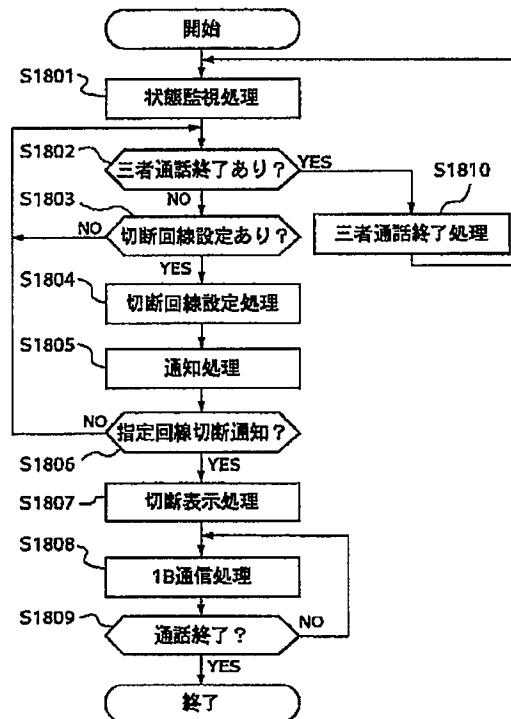 開始
S1801
状態監視処理
S1802
三者通話終了あり?
YES
NO
S1803
切断回線設定あり?
NO
YES
S1810
三者通話終了処理
S1804
切断回線設定処理
S1805
通知処理
NO
指定回線切断通知?
S1806
YES
S1807
切断表示処理
S1808
1B通信処理
S1809
通話終了?
NO
YES
終了